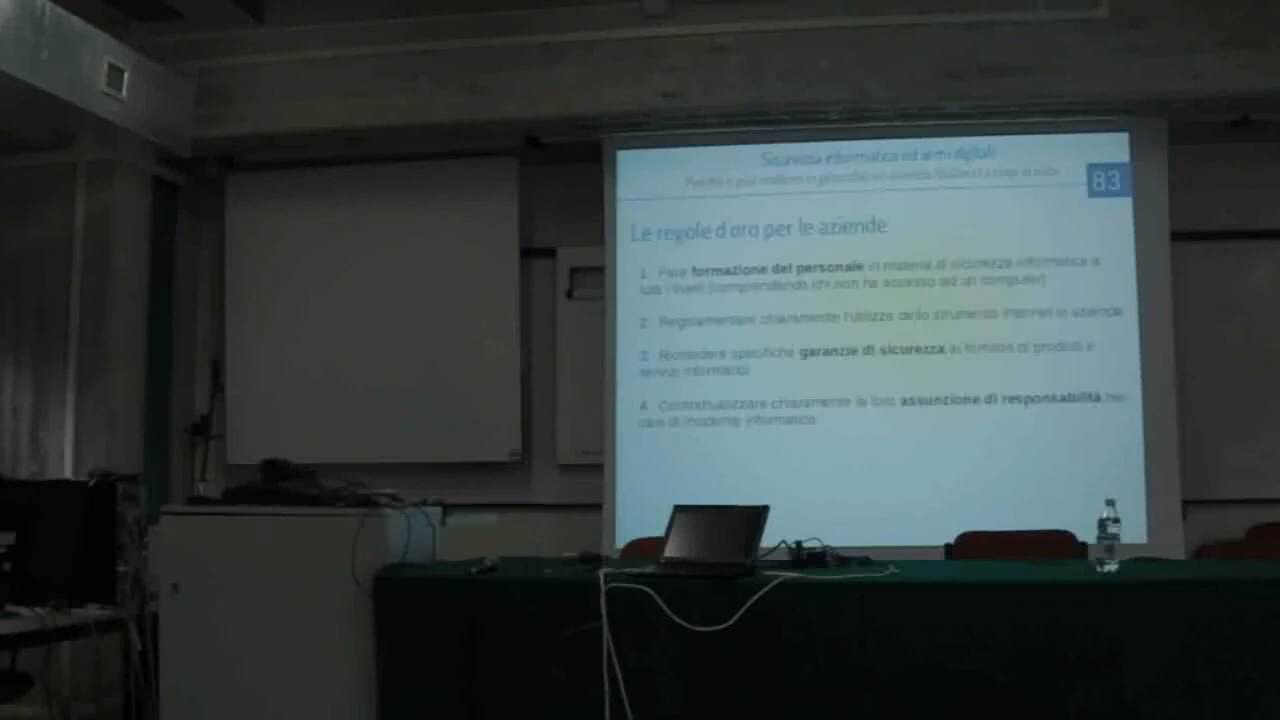 Sicurezza informatica ed armi digitali
83
Le regole d'oro per le aziende
1. Fare formazione del personale in materia di sicurezza informatica a
tutti i livelli (comprendendo chi non ha accesso ad un computer)
2. Regolamentare chiaramente l'utilizzo dello strumento Internet in azienda
3. Richiedere specifiche garanzie di sicurezza ai fornitori di prodotti e
servizi informatici
4. Contrattualizzare chiaramente la loro assunzione di responsabilità nei
casi di incidente informatico